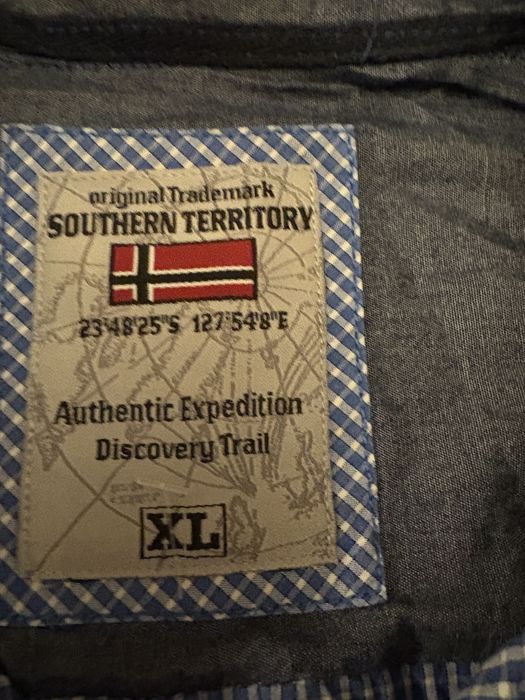 original Trademark
SOUTHERN TERRITORY
23°48'25"S 127°54'8"E
Authentic Expedition
Discovery Trail
XL